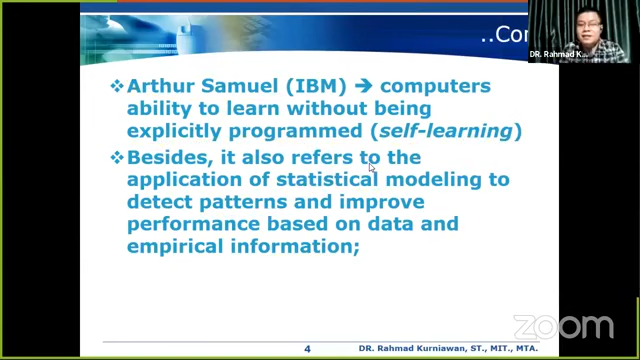 ..Con
DR. Rahmad K
❖Arthur Samuel (IBM) → computers
ability to learn without being
explicitly programmed (self-learning)
❖Besides, it also refers to the
application of statistical modeling to
detect patterns and improve
performance based on data and
empirical information;
zoom
4 DR. Rahmad Kurniawan, ST., MIT., MTA.